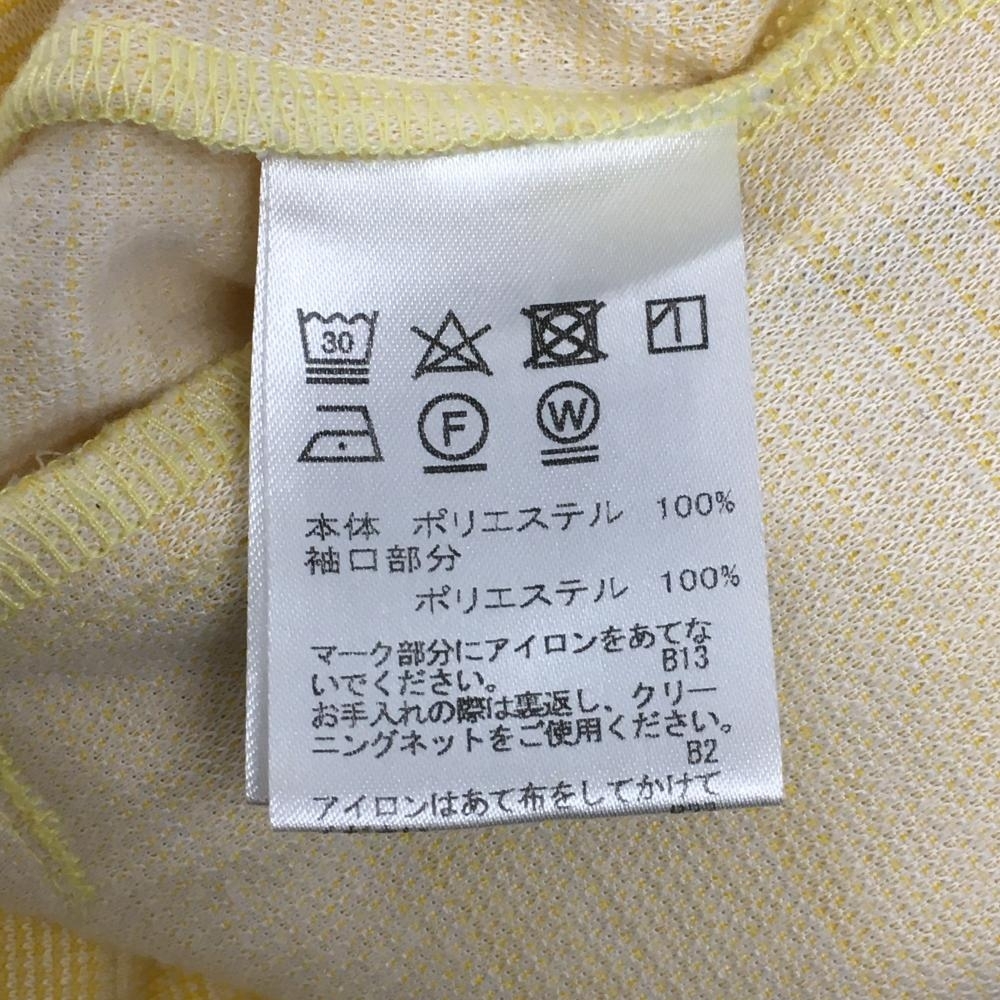 30
F W
本体 ポリエステル 100%
袖口部分
ポリエステル 100%
マーク部分にアイロンをあてな
いでください。 B13
お手入れの際は裏返し、クリー
ニングネットをご使用ください。
B2
アイロンはあて布をしてかけて